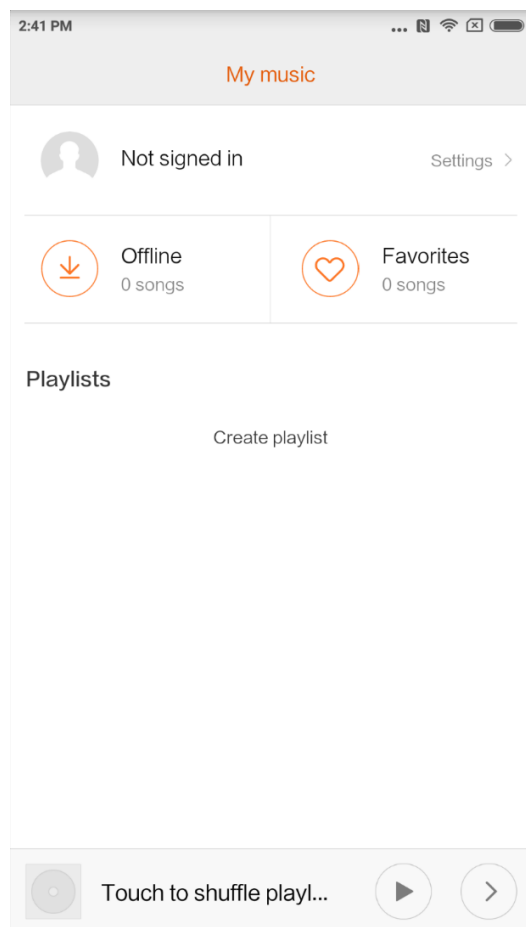 2:41 PM
My music
Not signed in
Settings
Offline
0 songs
Favorites
0 songs
Playlists
Create playlist
Touch to shuffle playl...